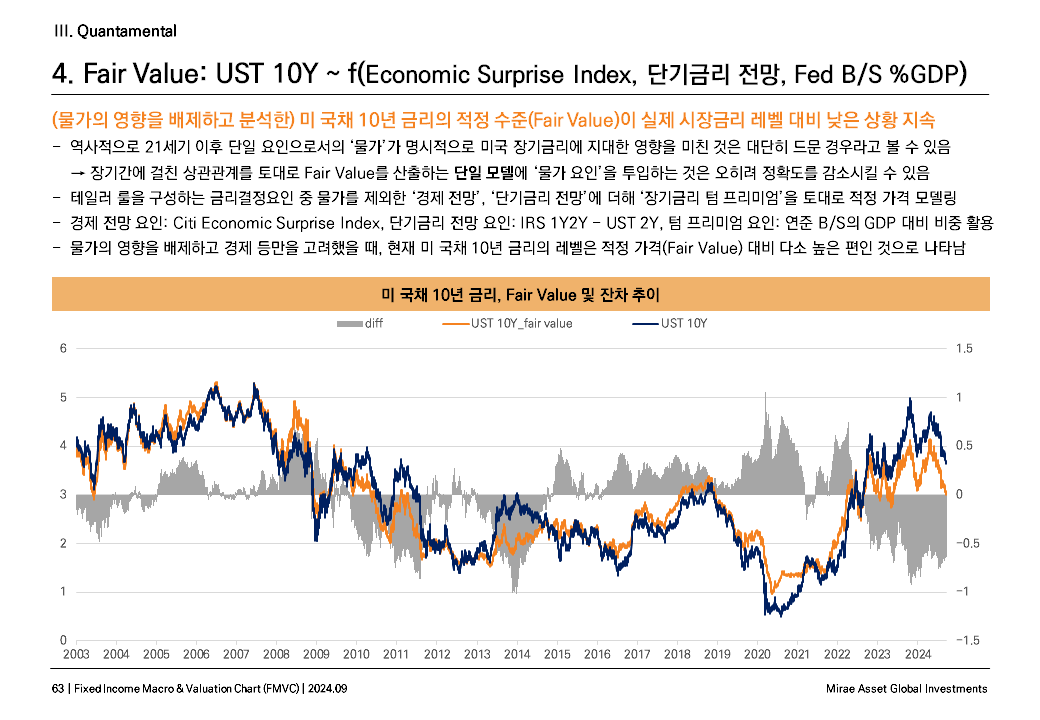 III. Quantamental
4. Fair Value: UST 10Y ~ f(Economic Surprise Index, 단기금리 전망, Fed B/S %GDP)
(물가의 영향을 배제하고 분석한) 미 국채 10년 금리의 적정 수준(Fair Value)이 실제 시장금리 레벨 대비 낮은 상황 지속
- 역사적으로 21세기 이후 단일 요인으로서의 '물가'가 명시적으로 미국 장기금리에 지대한 영향을 미친 것은 대단히 드문 경우라고 볼 수 있음
→ 장기간에 걸친 상관관계를 토대로 Fair Value를 산출하는 단일 모델에 '물가 요인'을 투입하는 것은 오히려 정확도를 감소시킬 수 있음
- 테일러 룰을 구성하는 금리결정요인 중 물가를 제외한 '경제 전망', '단기금리 전망'에 더해 '장기금리 텀 프리미엄'을 토대로 적정 가격 모델링
- 경제 전망 요인: Citi Economic Surprise Index, 단기금리 전망 요인: IRS 1Y2Y - UST 2Y, 텀 프리미엄 요인: 연준 B/S의 GDP 대비 비중 활용
- 물가의 영향을 배제하고 경제 등만을 고려했을 때, 현재 미 국채 10년 금리의 레벨은 적정 가격(Fair Value) 대비 다소 높은 편인 것으로 나타남
미 국채 10년 금리, Fair Value 및 잔차 추이
diff UST 10Y_fair value UST 10Y
6 1.5
5 1
4 0.5
3 0
2 -0.5
1 -1
0 -1.5
2003 2004 2005 2006 2007 2008 2009 2010 2011 2012 2013 2014 2015 2016 2017 2018 2019 2020 2021 2022 2023 2024
63 | Fixed Income Macro & Valuation Chart (FMVC) | 2024.09 Mirae Asset Global Investments